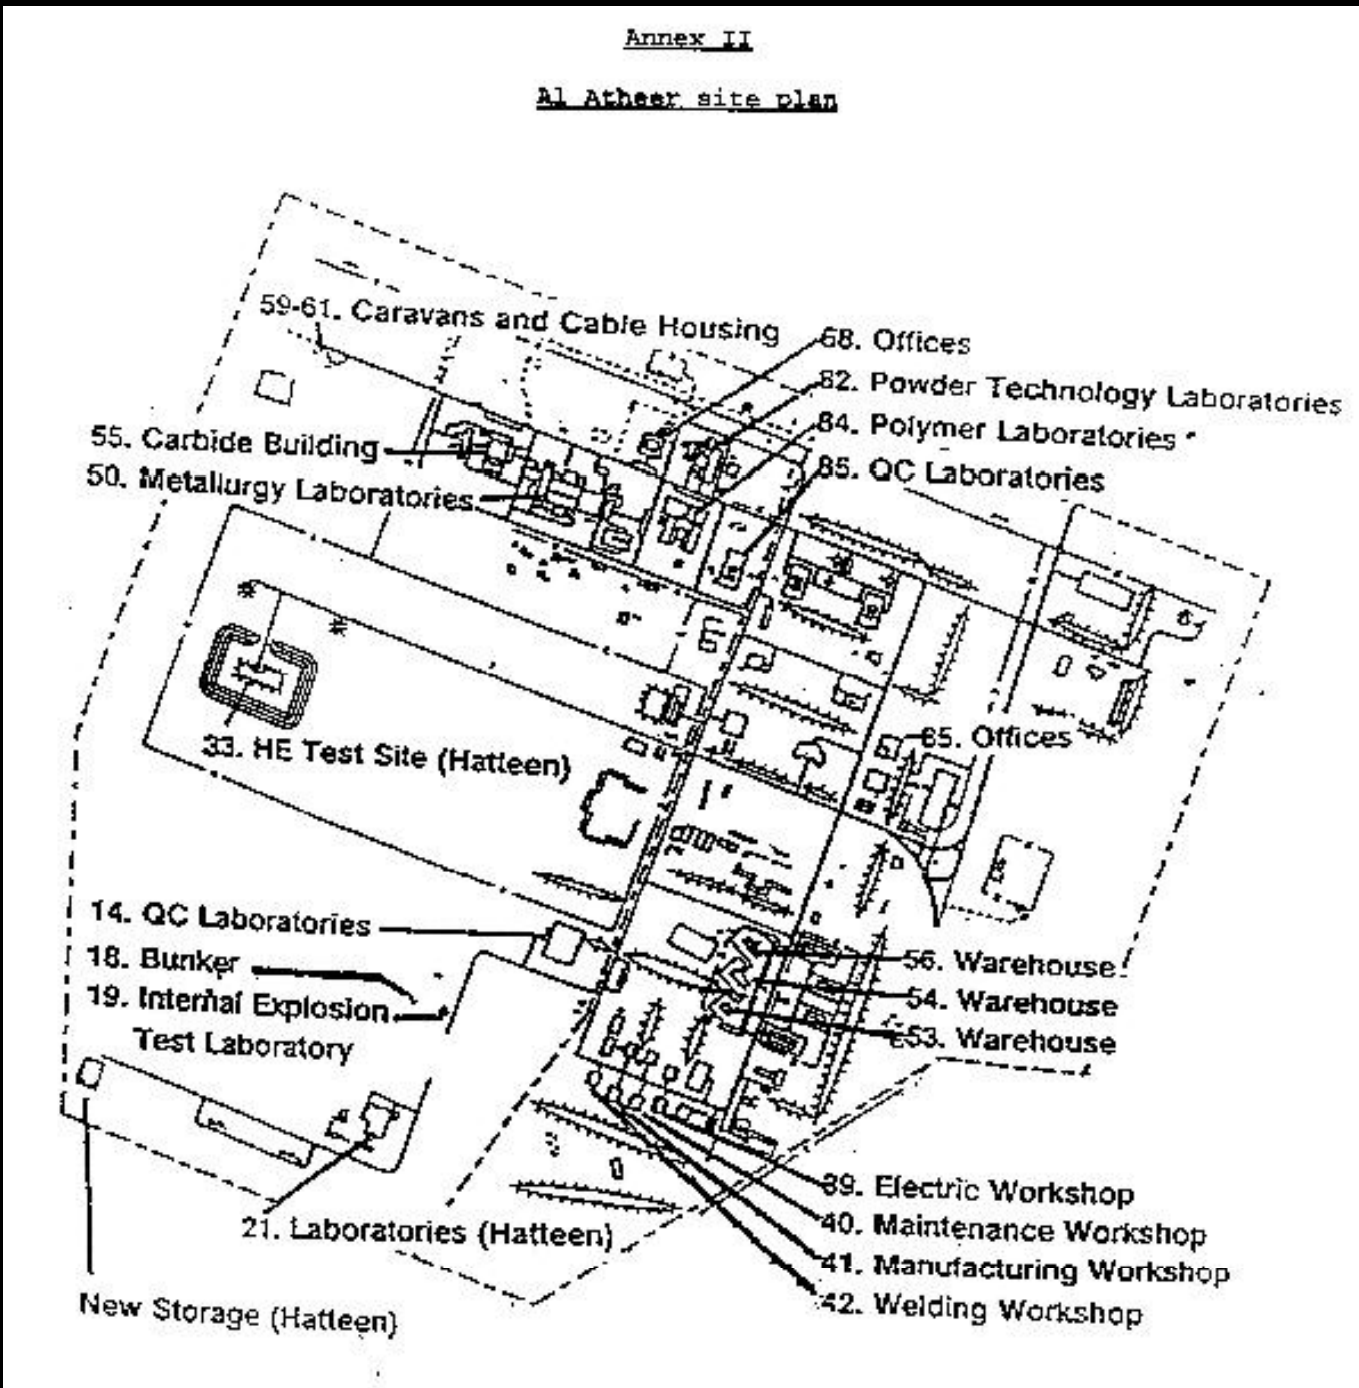 Annex II
Al Atheer site plan
59-61. Caravans and Cable Housing
68. Offices
82. Powder Technology Laboratories
84. Polymer Laboratories
55. Carbide Building
85. QC Laboratories
50. Metallurgy Laboratories
33. HE Test Site (Hatteen)
65. Offices
14. QC Laboratories
18. Bunker
19. Internal Explosion
Test Laboratory
56. Warehouse
54. Warehouse
53. Warehouse
39. Electric Workshop
40. Maintenance Workshop
41. Manufacturing Workshop
42. Welding Workshop
21. Laboratories (Hatteen)
New Storage (Hatteen)